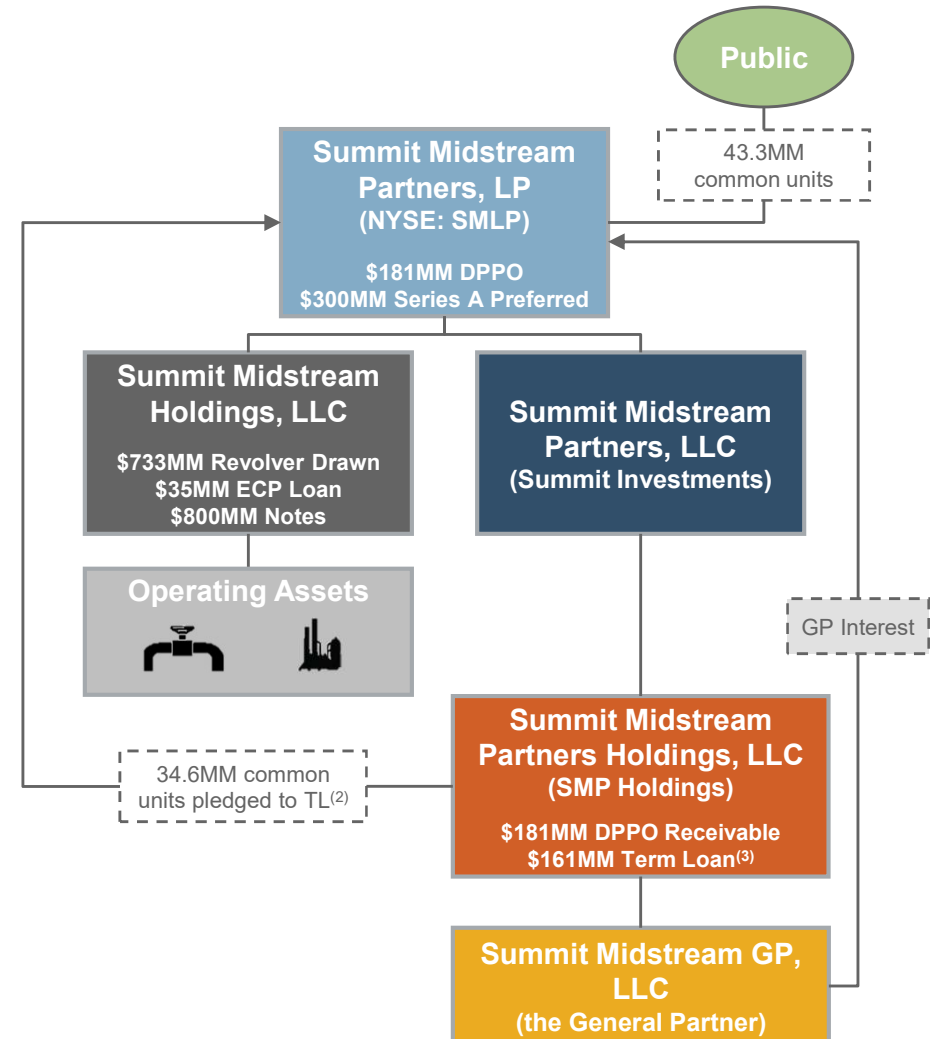 Public
43.3MM
common units
Summit Midstream
Partners, LP
(NYSE: SMLP)
$181MM DPPO
$300MM Series A Preferred
Summit Midstream
Holdings, LLC
$733MM Revolver Drawn
$35MM ECP Loan
$800MM Notes
Summit Midstream
Partners, LLC
(Summit Investments)
Operating Assets
GP Interest
34.6MM common
units pledged to TL(2)
Summit Midstream
Partners Holdings, LLC
(SMP Holdings)
$181MM DPPO Receivable
$161MM Term Loan(3)
Summit Midstream GP,
LLC
(the General Partner)